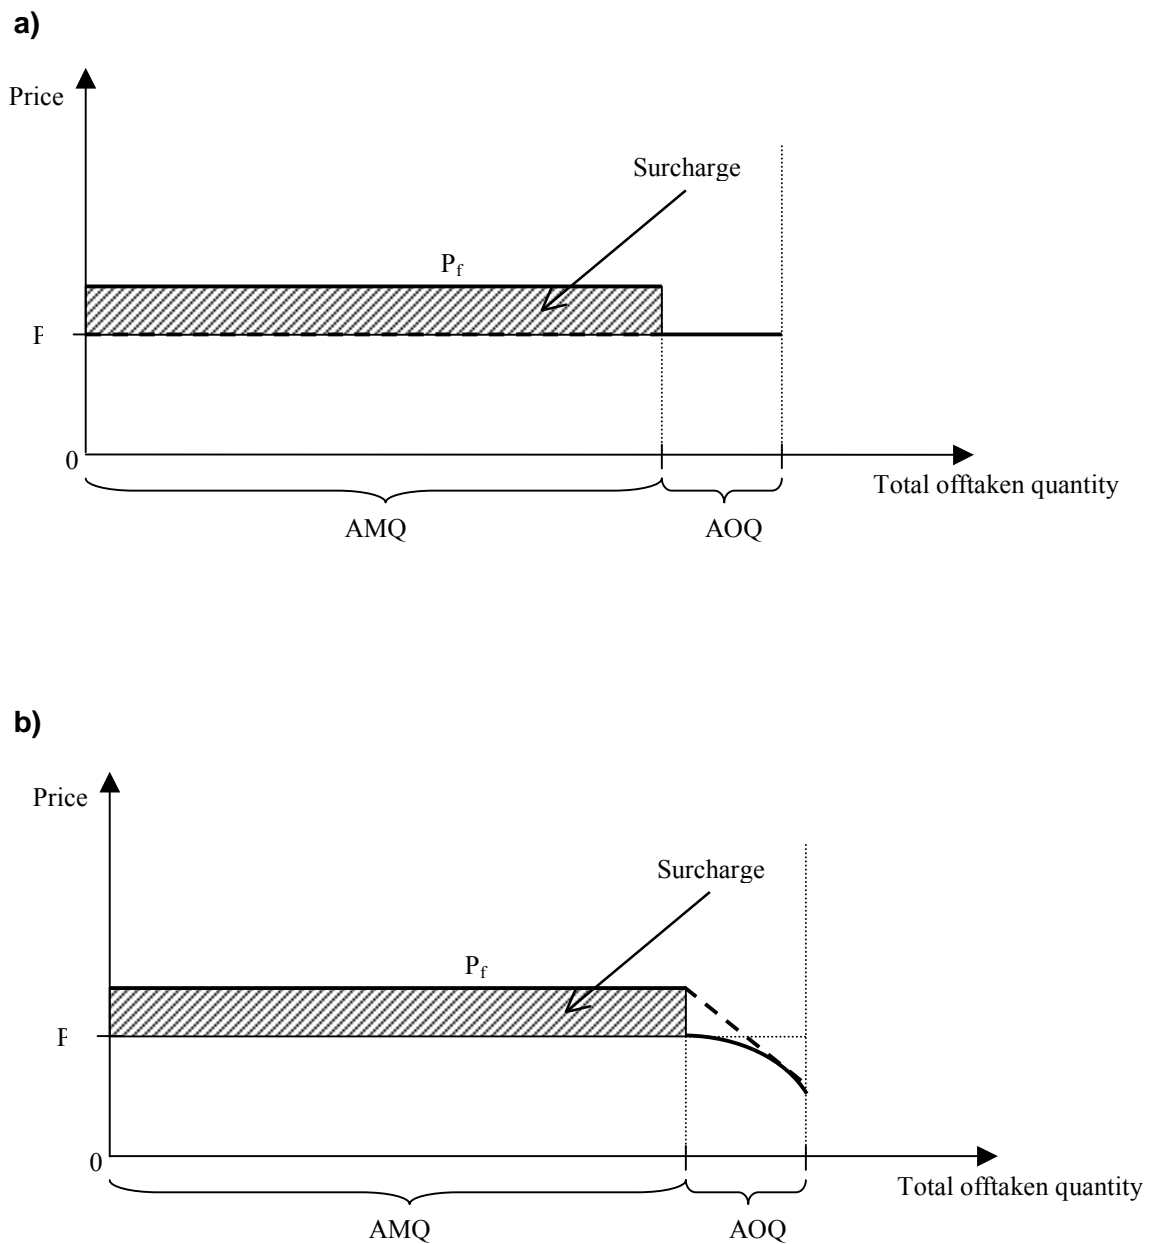 a)
Price
Surcharge
P_f
0
Total offtaken quantity
AMQ AOQ
b)
Price
Surcharge
P_f
0
Total offtaken quantity
AMQ AOQ